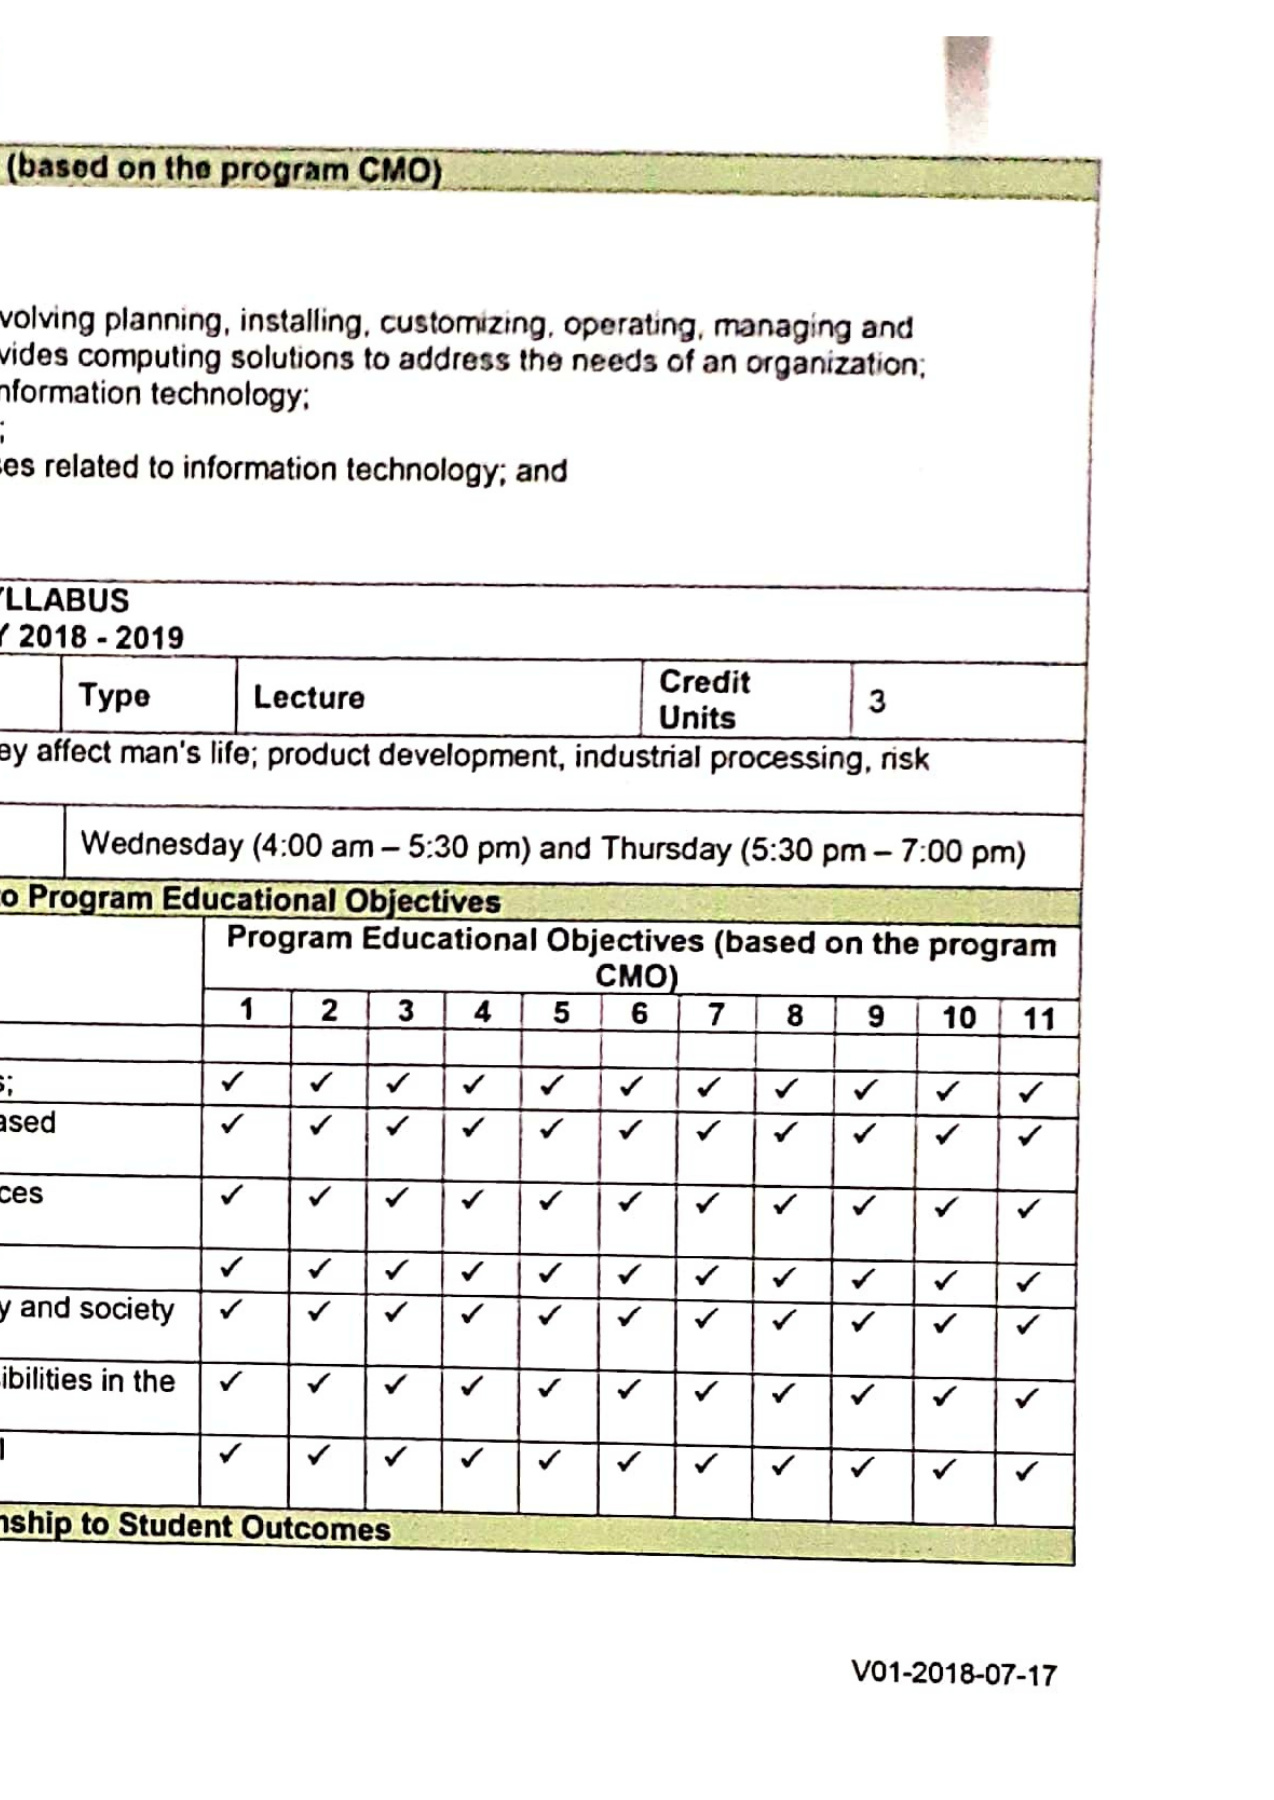 (based on the program CMO)
volving planning, installing, customizing, operating, managing and
vides computing solutions to address the needs of an organization;
nformation technology;
;
es related to information technology; and
YLLABUS
Y 2018 - 2019
Type Lecture Credit Units 3
ey affect man's life; product development, industrial processing, risk
Wednesday (4:00 am – 5:30 pm) and Thursday (5:30 pm – 7:00 pm)
o Program Educational Objectives
Program Educational Objectives (based on the program
CMO)
1 2 3 4 5 6 7 8 9 10 11
s; ✓ ✓ ✓ ✓ ✓ ✓ ✓ ✓ ✓ ✓ ✓
ased ✓ ✓ ✓ ✓ ✓ ✓ ✓ ✓ ✓ ✓ ✓
ces ✓ ✓ ✓ ✓ ✓ ✓ ✓ ✓ ✓ ✓ ✓
✓ ✓ ✓ ✓ ✓ ✓ ✓ ✓ ✓ ✓ ✓
y and society ✓ ✓ ✓ ✓ ✓ ✓ ✓ ✓ ✓ ✓ ✓
ibilities in the ✓ ✓ ✓ ✓ ✓ ✓ ✓ ✓ ✓ ✓ ✓
✓ ✓ ✓ ✓ ✓ ✓ ✓ ✓ ✓ ✓ ✓
nship to Student Outcomes
V01-2018-07-17